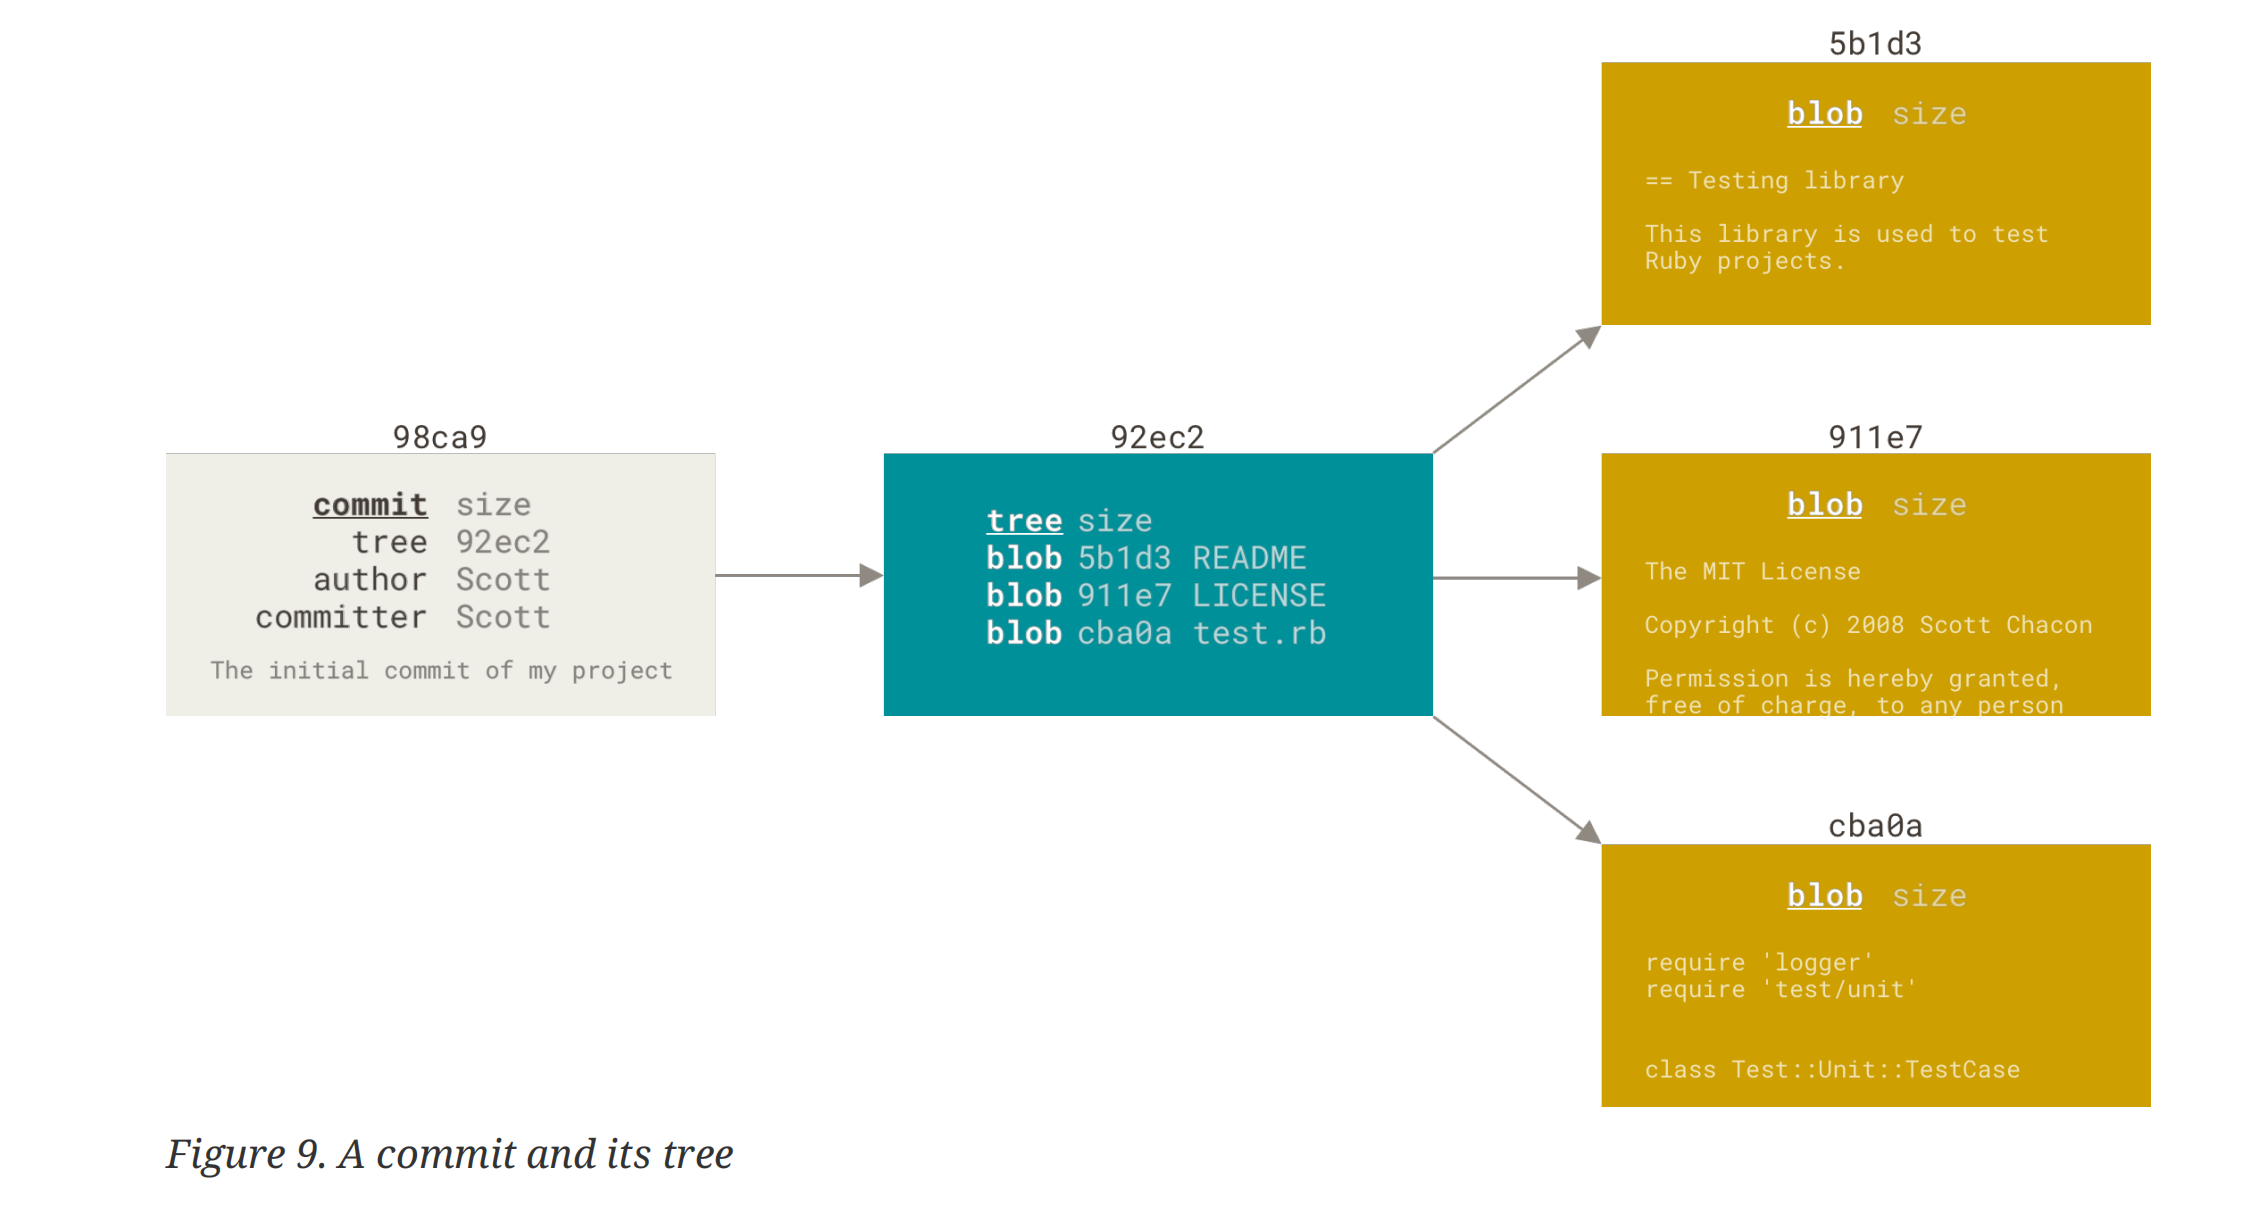 5b1d3
blob size
== Testing library
This library is used to test
Ruby projects.
98ca9
commit size
tree 92ec2
author Scott
committer Scott
The initial commit of my project
92ec2
tree size
blob 5b1d3 README
blob 911e7 LICENSE
blob cba0a test.rb
911e7
blob size
The MIT License
Copyright (c) 2008 Scott Chacon
Permission is hereby granted,
free of charge, to any person
cba0a
blob size
require 'logger'
require 'test/unit'
class Test::Unit::TestCase
Figure 9. A commit and its tree